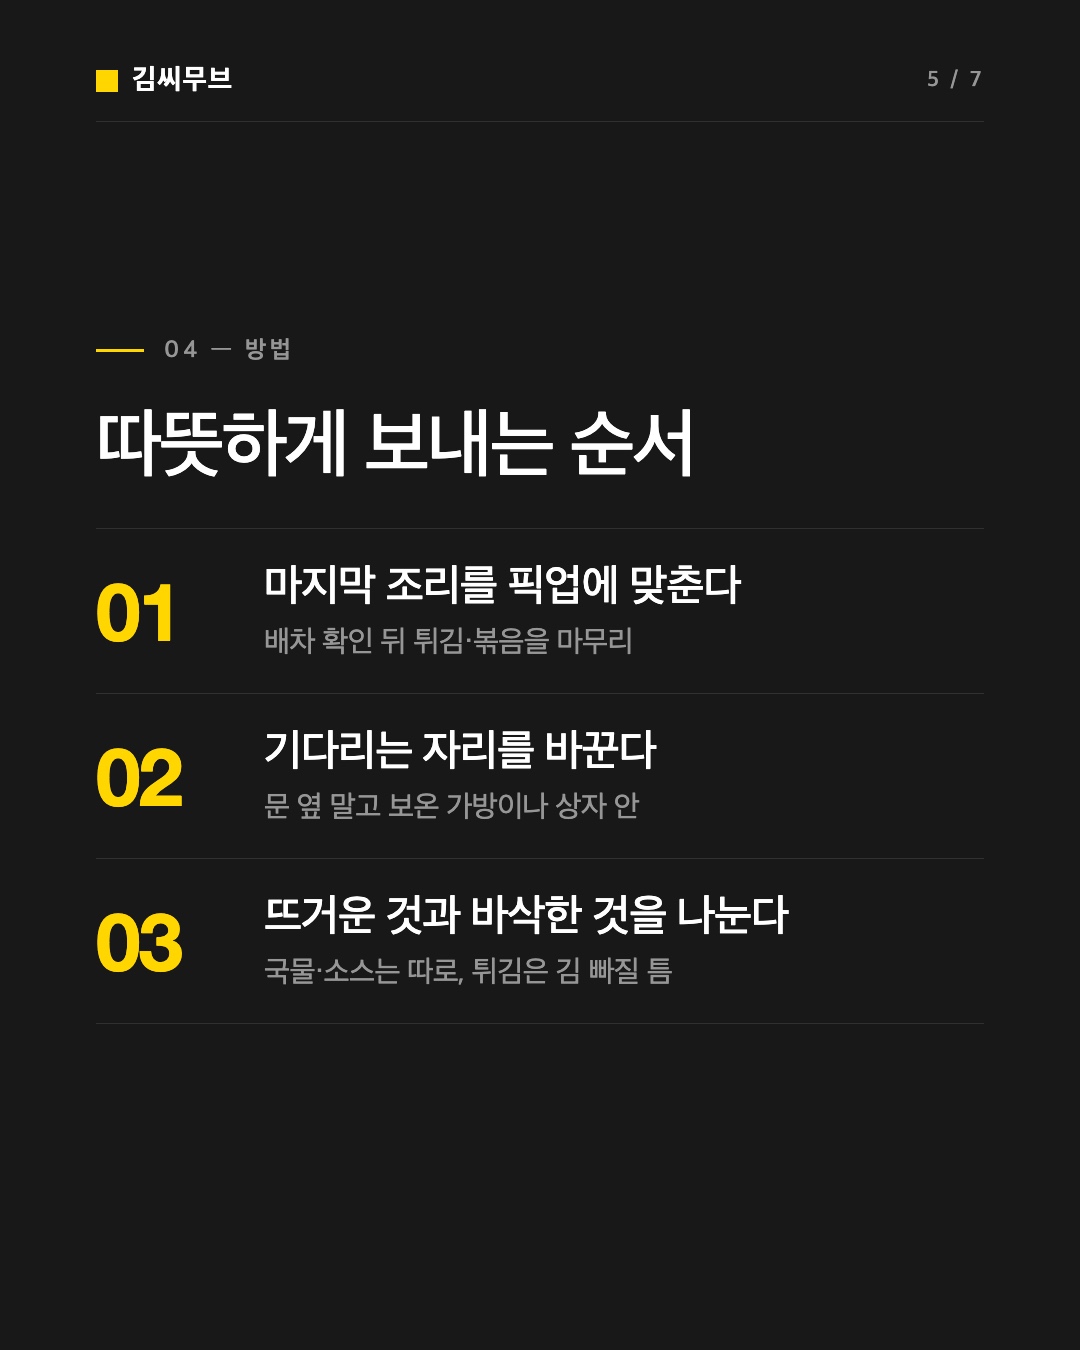 김씨무브
5 / 7
04 — 방법
따뜻하게 보내는 순서
01
마지막 조리를 픽업에 맞춘다
배차 확인 뒤 튀김·볶음을 마무리
02
기다리는 자리를 바꾼다
문 옆 말고 보온 가방이나 상자 안
03
뜨거운 것과 바삭한 것을 나눈다
국물·소스는 따로, 튀김은 김 빠질 틈